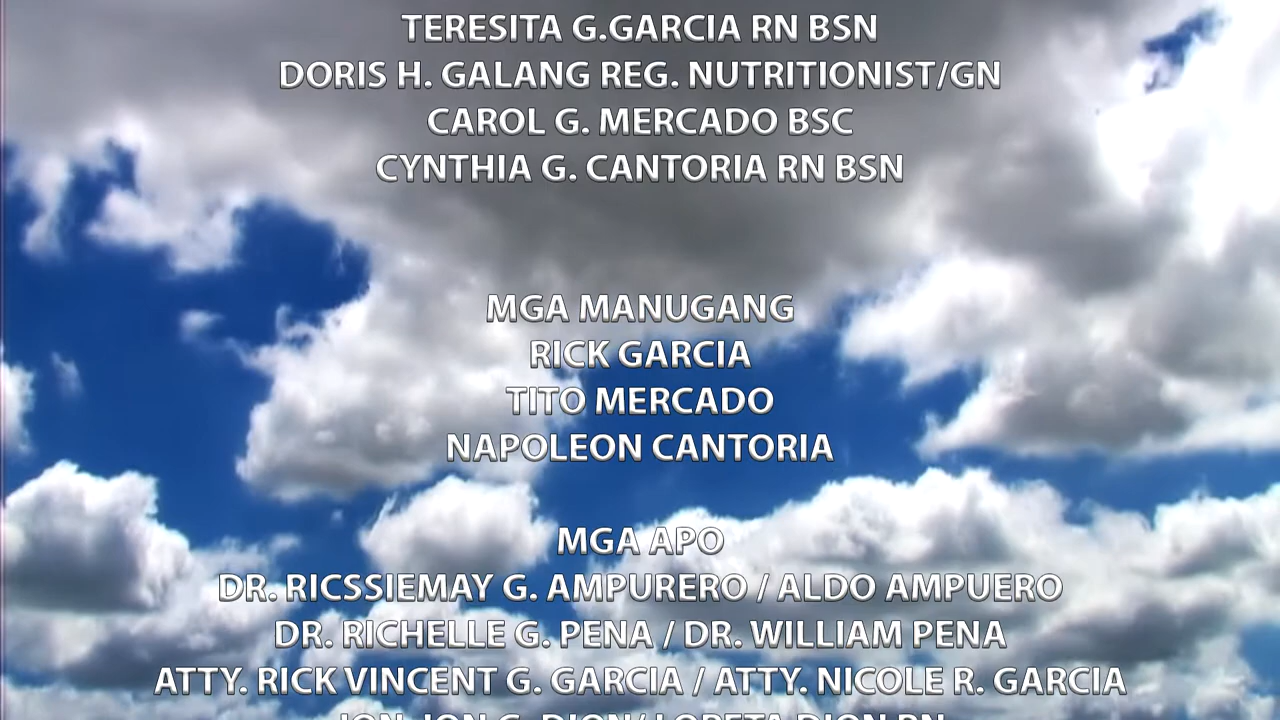 TERESITA G.GARCIA RN BSN
DORIS H. GALANG REG. NUTRITIONIST/GN
CAROL G. MERCADO BSC
CYNTHIA G. CANTORIA RN BSN
MGA MANUGANG
RICK GARCIA
TITO MERCADO
NAPOLEON CANTORIA
MGA APO
DR. RICSSIEMAY G. AMPURERO / ALDO AMPUERO
DR. RICHELLE G. PENA / DR. WILLIAM PENA
ATTY. RICK VINCENT G. GARCIA / ATTY. NICOLE R. GARCIA